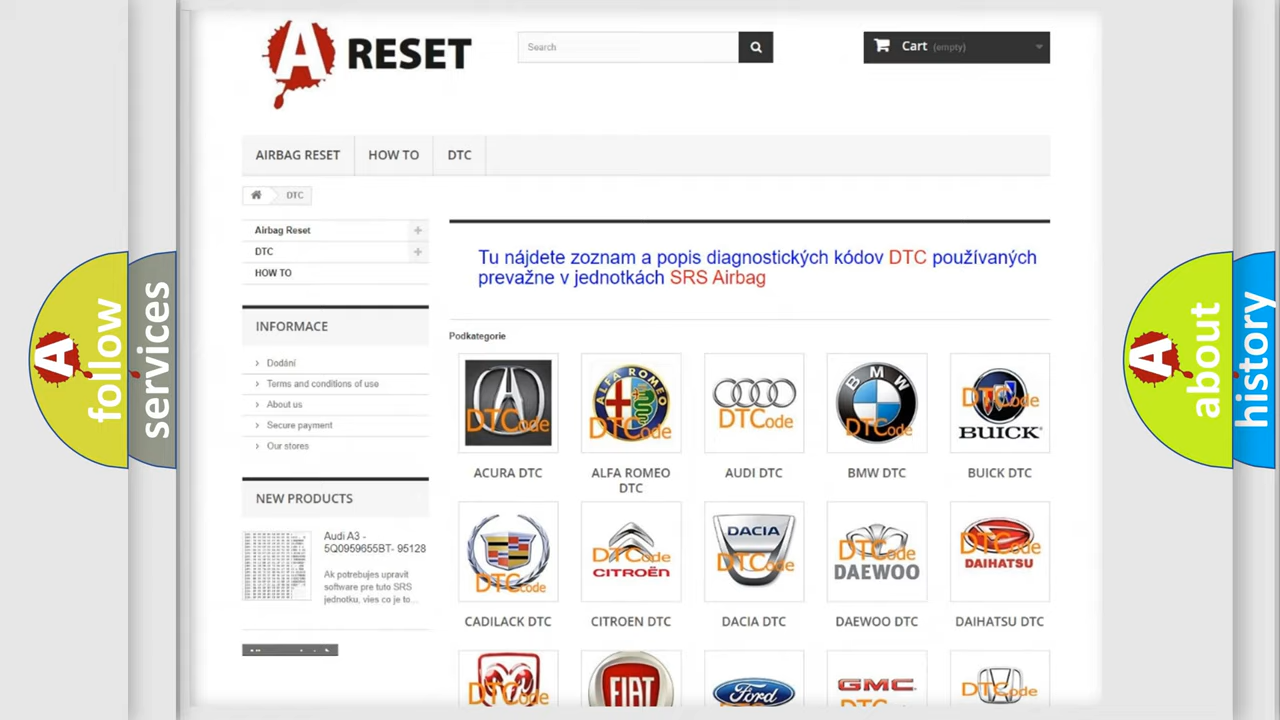 A RESET
Search
Cart (empty)
AIRBAG RESET
HOW TO
DTC
DTC
Airbag Reset
DTC
HOW TO
Tu nájdete zoznam a popis diagnostických kódov DTC používaných
prevažne v jednotkách SRS Airbag
INFORMACE
Dodání
Terms and conditions of use
About us
Secure payment
Our stores
Podkategorie
DTCode
ALFA ROMEO
DTCode
DTCode
BMW
DTCode
DTCode
BUICK
ACURA DTC
ALFA ROMEO
DTC
AUDI DTC
BMW DTC
BUICK DTC
NEW PRODUCTS
Audi A3 -
5Q0959655BT- 95128
Ak potrebujes upravit
software pre tuto SRS
jednotku, vies co je to...
DTCode
DTCode
CITROËN
DACIA
DTCode
DTCode
DAEWOO
DTCode
DAIHATSU
CADILACK DTC
CITROEN DTC
DACIA DTC
DAEWOO DTC
DAIHATSU DTC
DTCode
FIAT
Ford
GMC
DTCode
A
follow
services
A
about
history